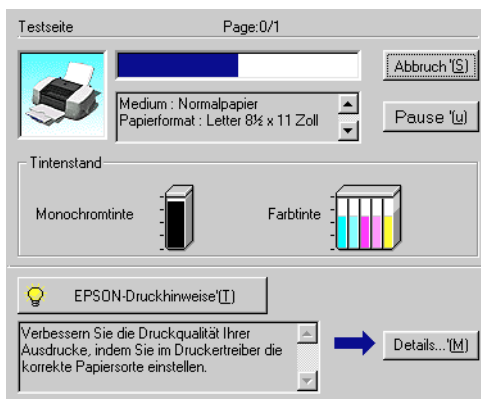 Testseite Page:0/1
Abbruch'(S)
Medium : Normalpapier
Papierformat : Letter 8½ x 11 Zoll
Pause '(u)
Tintenstand
Monochromtinte Farbtinte
EPSON-Druckhinweise'(T)
Verbessern Sie die Druckqualität Ihrer
Ausdrucke, indem Sie im Druckertreiber die
korrekte Papiersorte einstellen.
Details...'(M)